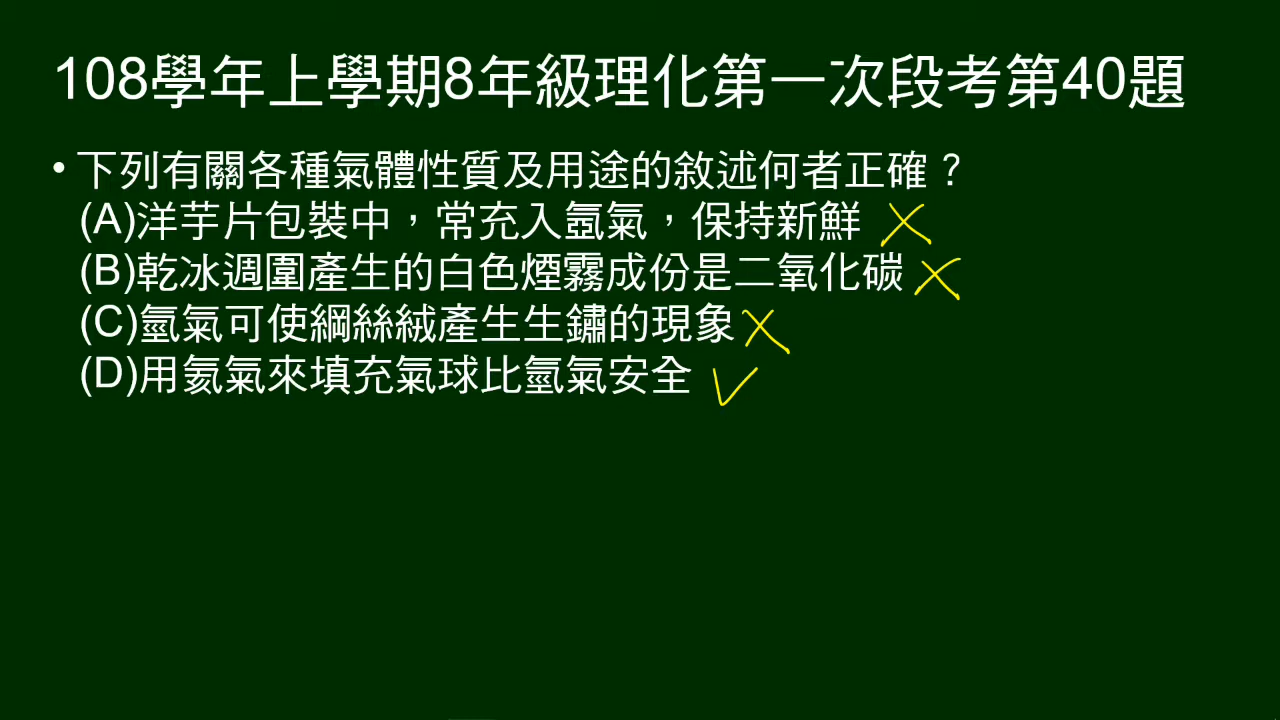 108學年上學期8年級理化第一次段考第40題
•下列有關各種氣體性質及用途的敘述何者正確？
(A)洋芋片包裝中，常充入氬氣，保持新鮮
(B)乾冰週圍產生的白色煙霧成份是二氧化碳
(C)氫氣可使綱絲絨產生生鏽的現象
(D)用氦氣來填充氣球比氫氣安全